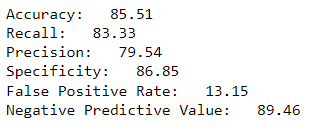 Accuracy: 85.51
Recall: 83.33
Precision: 79.54
Specificity: 86.85
False Positive Rate: 13.15
Negative Predictive Value: 89.46